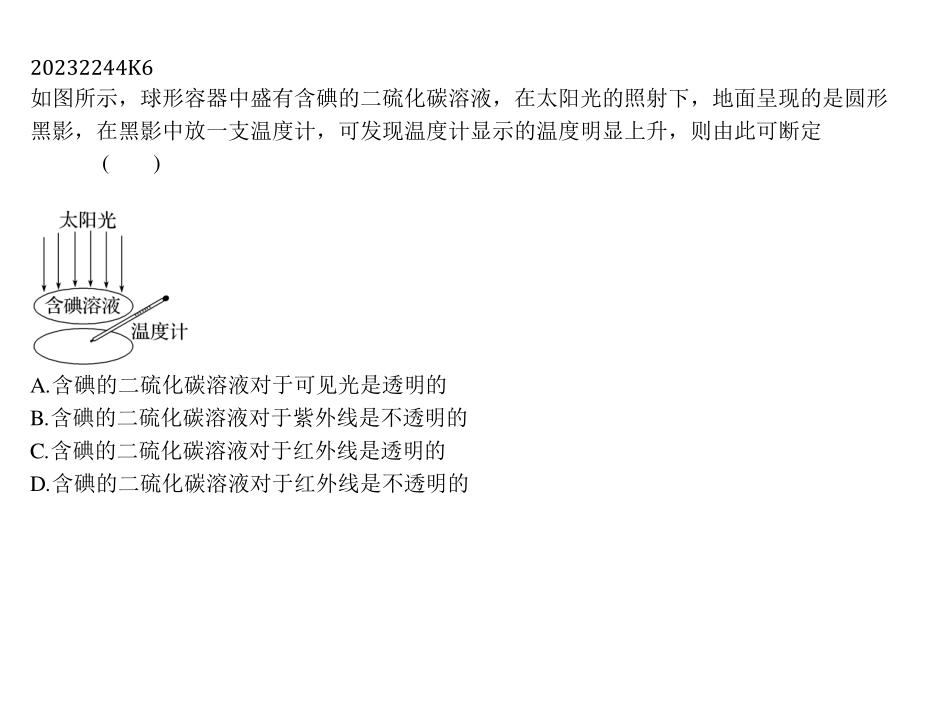 20232244K6
如图所示，球形容器中盛有含碘的二硫化碳溶液，在太阳光的照射下，地面呈现的是圆形
黑影，在黑影中放一支温度计，可发现温度计显示的温度明显上升，则由此可断定
(　　)
太阳光
含碘溶液
温度计
A.含碘的二硫化碳溶液对于可见光是透明的
B.含碘的二硫化碳溶液对于紫外线是不透明的
C.含碘的二硫化碳溶液对于红外线是透明的
D.含碘的二硫化碳溶液对于红外线是不透明的